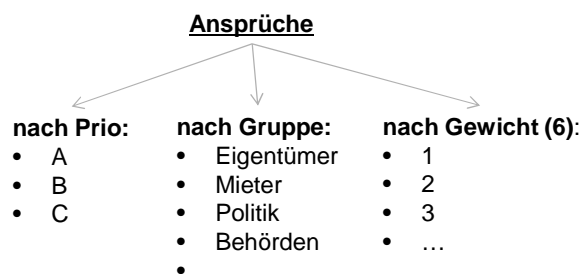 Ansprüche
nach Prio:
• A
• B
• C
nach Gruppe:
• Eigentümer
• Mieter
• Politik
• Behörden
•
nach Gewicht (6):
• 1
• 2
• 3
• …